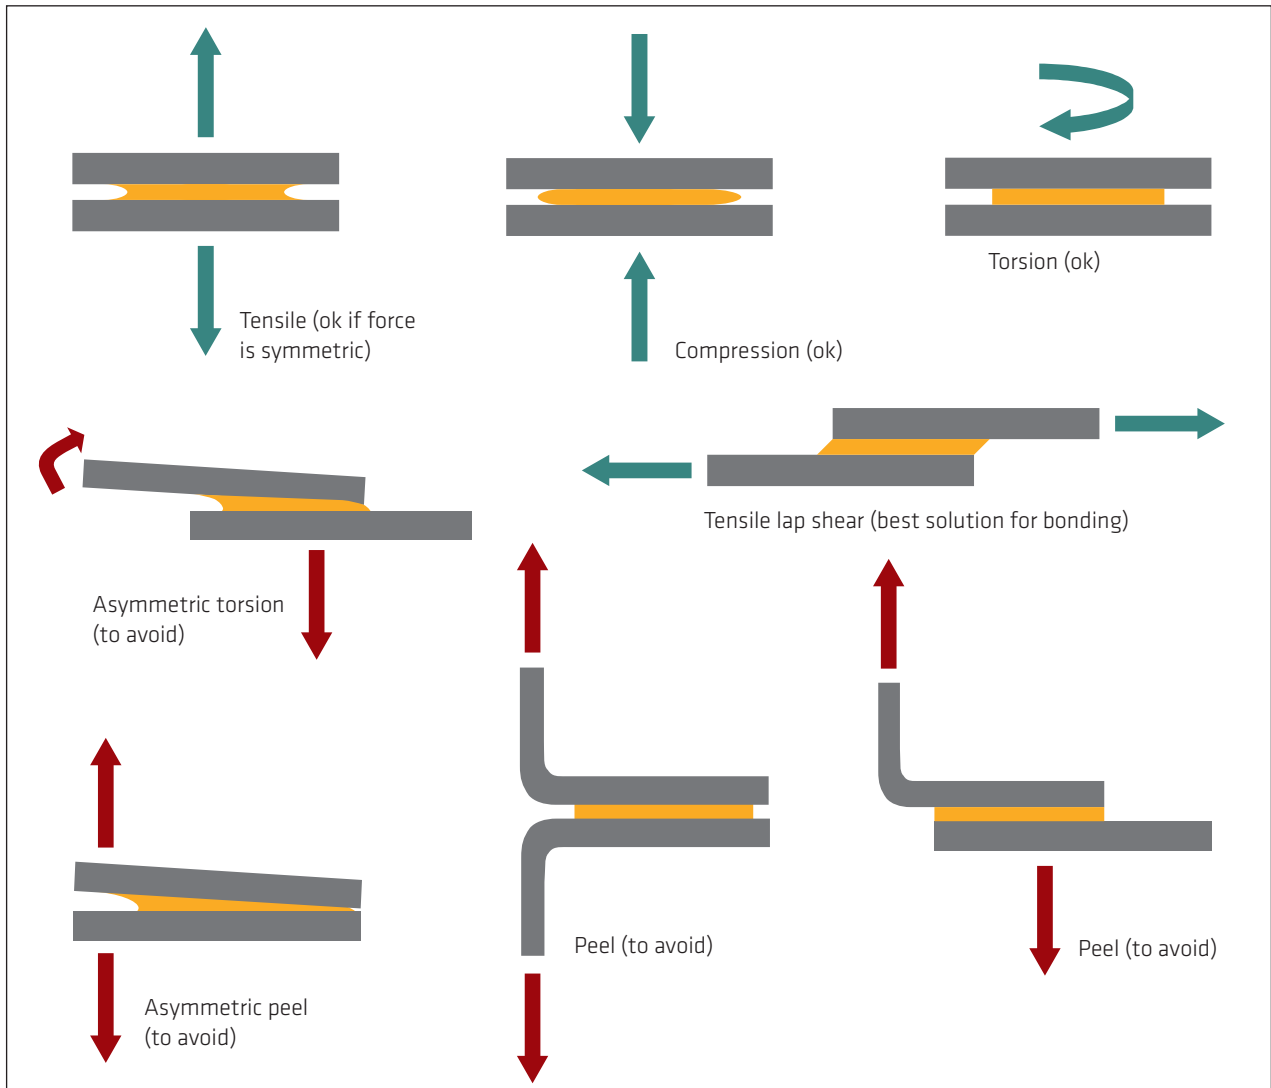 Tensile (ok if force
is symmetric)
Compression (ok)
Torsion (ok)
Asymmetric torsion
(to avoid)
Tensile lap shear (best solution for bonding)
Asymmetric peel
(to avoid)
Peel (to avoid)
Peel (to avoid)